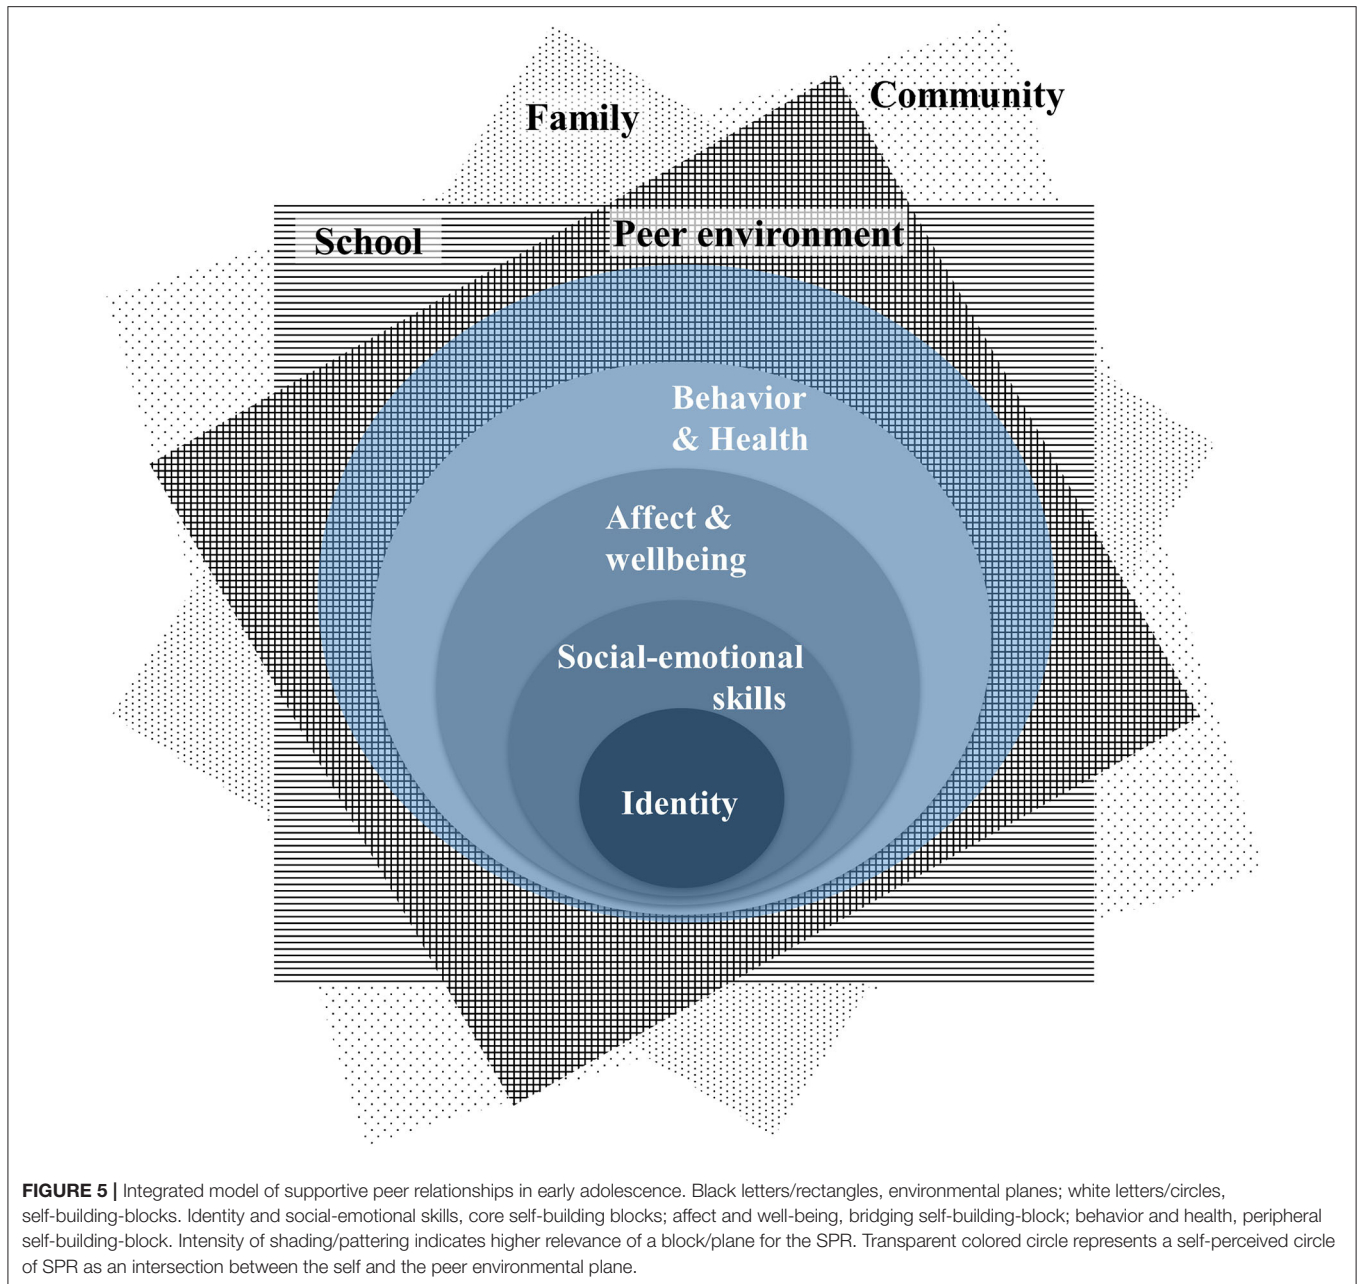 Family
Community
School
Peer environment
Behavior
& Health
Affect &
wellbeing
Social-emotional
skills
Identity
FIGURE 5 | Integrated model of supportive peer relationships in early adolescence. Black letters/rectangles, environmental planes; white letters/circles,
self-building-blocks. Identity and social-emotional skills, core self-building blocks; affect and well-being, bridging self-building-block; behavior and health, peripheral
self-building-block. Intensity of shading/pattering indicates higher relevance of a block/plane for the SPR. Transparent colored circle represents a self-perceived circle
of SPR as an intersection between the self and the peer environmental plane.